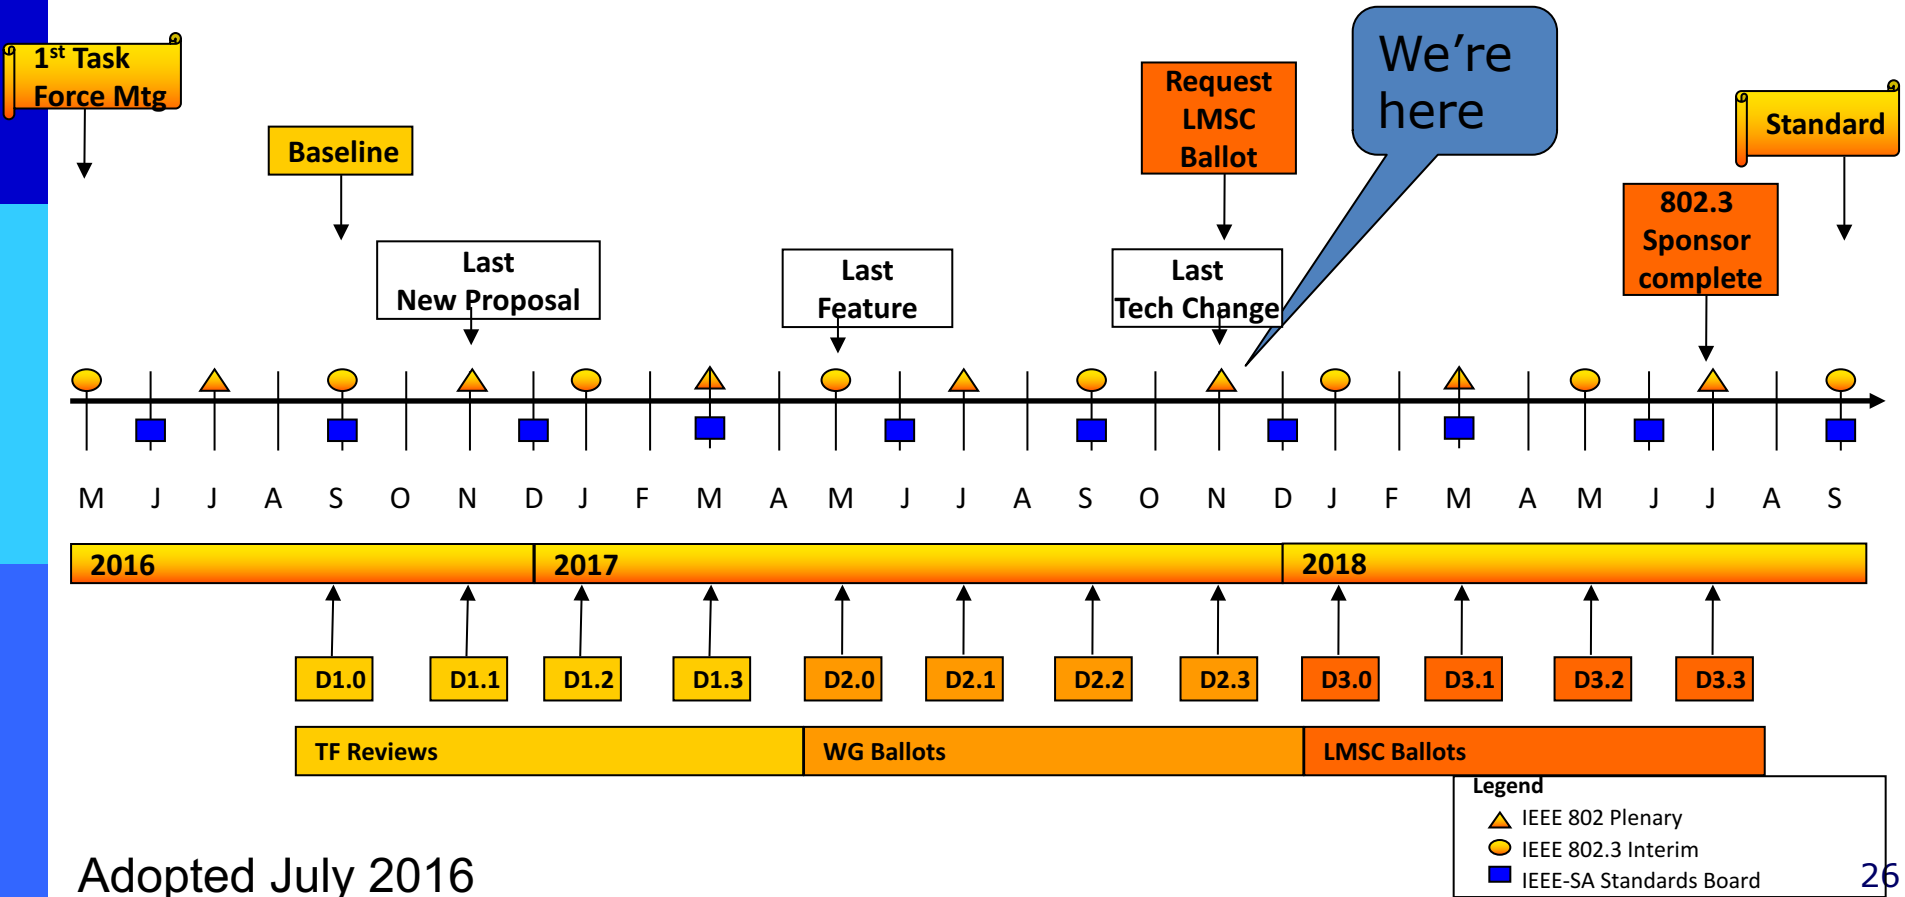 1st Task
Force Mtg
Baseline
Last
New Proposal
Last
Feature
Request
LMSC
Ballot
Last
Tech Change
We're
here
802.3
Sponsor
complete
Standard
M J J A S O N D J F M A M J J A S O N D J F M A M J J A S
2016 2017 2018
D1.0 D1.1 D1.2 D1.3 D2.0 D2.1 D2.2 D2.3 D3.0 D3.1 D3.2 D3.3
TF Reviews WG Ballots LMSC Ballots
Legend
IEEE 802 Plenary
IEEE 802.3 Interim
IEEE-SA Standards Board
Adopted July 2016
26